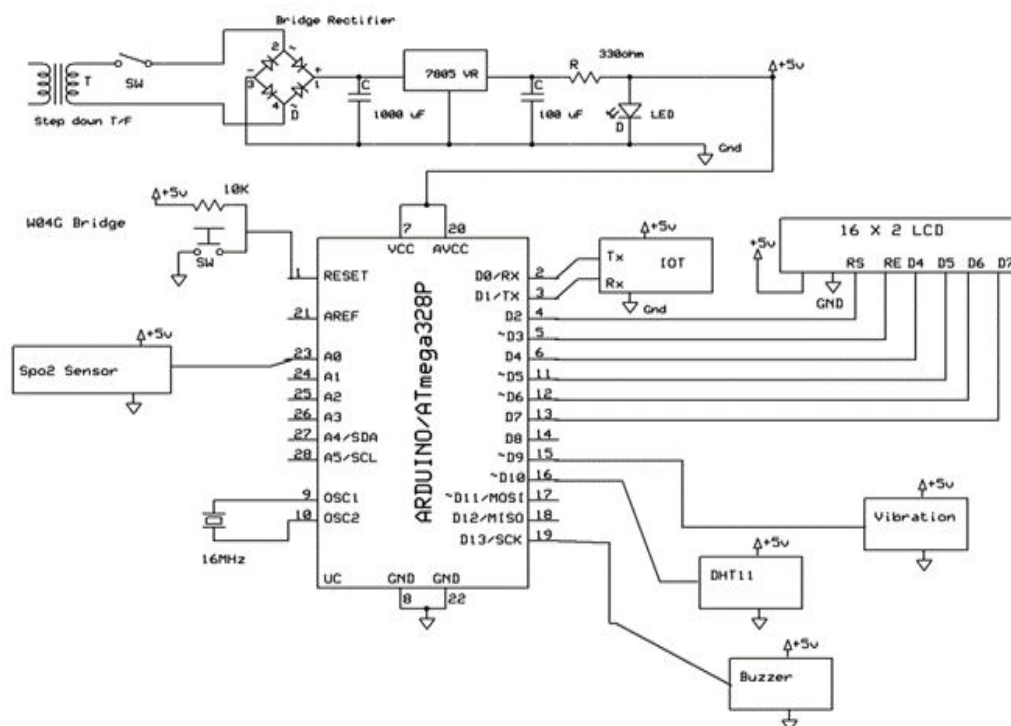 Bridge Rectifier
2
~
-
+
3
1
4
~
D
T
SW
Step down T/F
C
1000 uF
7805 VR
C
100 uF
330ohm
R
D
LED
+5v
Gnd
+5v
10K
W04G Bridge
SW
7
20
VCC
AVCC
1
RESET
21
AREF
23
A0
24
A1
25
A2
26
A3
27
A4/SDA
28
A5/SCL
9
OSC1
10
OSC2
16MHz
UC
GND
GND
8
22
ARDUINO/ATmega328P
D0/RX
2
D1/TX
3
D2
4
~D3
5
D4
6
~D5
11
~D6
12
D7
13
D8
14
~D9
15
~D10
16
~D11/MOSI
17
D12/MISO
18
D13/SCK
19
+5v
Spo2 Sensor
+5v
Tx
IOT
Rx
Gnd
+5v
16 X 2 LCD
RS
RE
D4
D5
D6
D7
GND
+5v
Vibration
+5v
DHT11
+5v
Buzzer